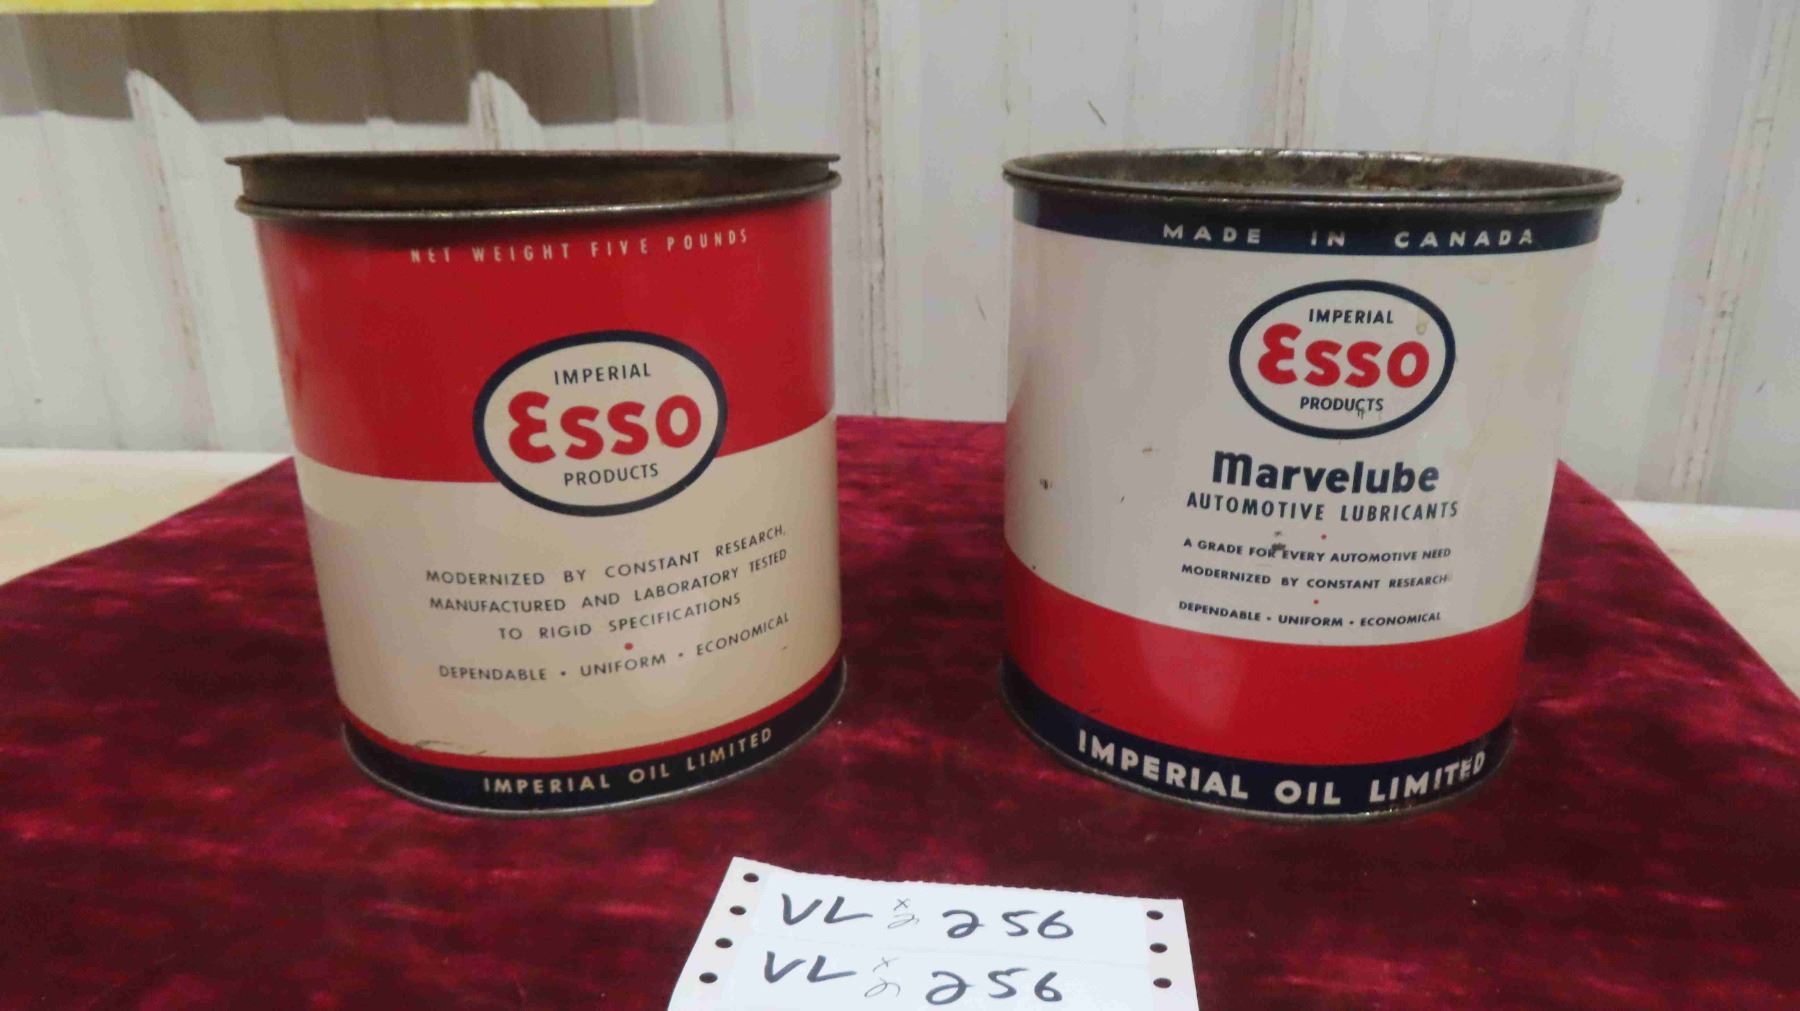 NET WEIGHT FIVE POUNDS
IMPERIAL
Esso
PRODUCTS
MODERNIZED BY CONSTANT RESEARCH,
MANUFACTURED AND LABORATORY TESTED
TO RIGID SPECIFICATIONS
DEPENDABLE • UNIFORM • ECONOMICAL
IMPERIAL OIL LIMITED
MADE IN CANADA
IMPERIAL
Esso
PRODUCTS
Marvelube
AUTOMOTIVE LUBRICANTS
A GRADE FOR EVERY AUTOMOTIVE NEED
MODERNIZED BY CONSTANT RESEARCH
DEPENDABLE • UNIFORM • ECONOMICAL
IMPERIAL OIL LIMITED
VL x2 256
VL x2 256